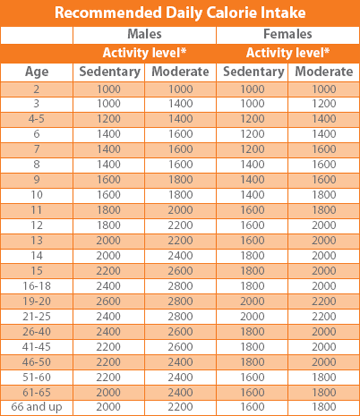 Recommended Daily Calorie Intake
Males Females
Activity level* Activity level*
Age Sedentary Moderate Sedentary Moderate
2 1000 1000 1000 1000
3 1000 1400 1000 1200
4-5 1200 1400 1200 1400
6 1400 1600 1200 1400
7 1400 1600 1200 1600
8 1400 1600 1400 1600
9 1600 1800 1400 1600
10 1600 1800 1400 1800
11 1800 2000 1600 1800
12 1800 2200 1600 2000
13 2000 2200 1600 2000
14 2000 2400 1800 2000
15 2200 2600 1800 2000
16-18 2400 2800 1800 2000
19-20 2600 2800 2000 2200
21-25 2400 2800 2000 2200
26-40 2400 2600 1800 2000
41-45 2200 2600 1800 2000
46-50 2200 2400 1800 2000
51-60 2200 2400 1600 1800
61-65 2000 2400 1600 1800
66 and up 2000 2200 1600 1800